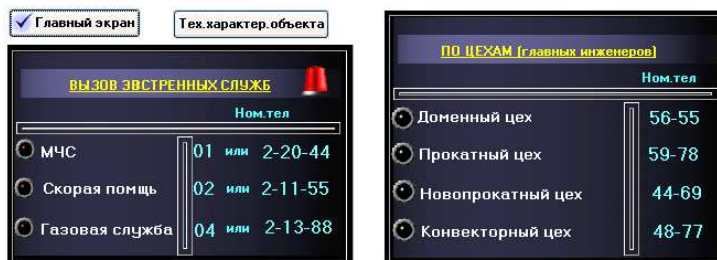 Главный экран
Тех.характер.объекта
ВЫЗОВ ЭВСТРЕННЫХ СЛУЖБ
Ном.тел
МЧС 01 или 2-20-44
Скорая помщь 02 или 2-11-55
Газовая служба 04 или 2-13-88
ПО ЦЕХАМ (главных инженеров)
Ном.тел
Доменный цех 56-55
Прокатный цех 59-78
Новопрокатный цех 44-69
Конвекторный цех 48-77